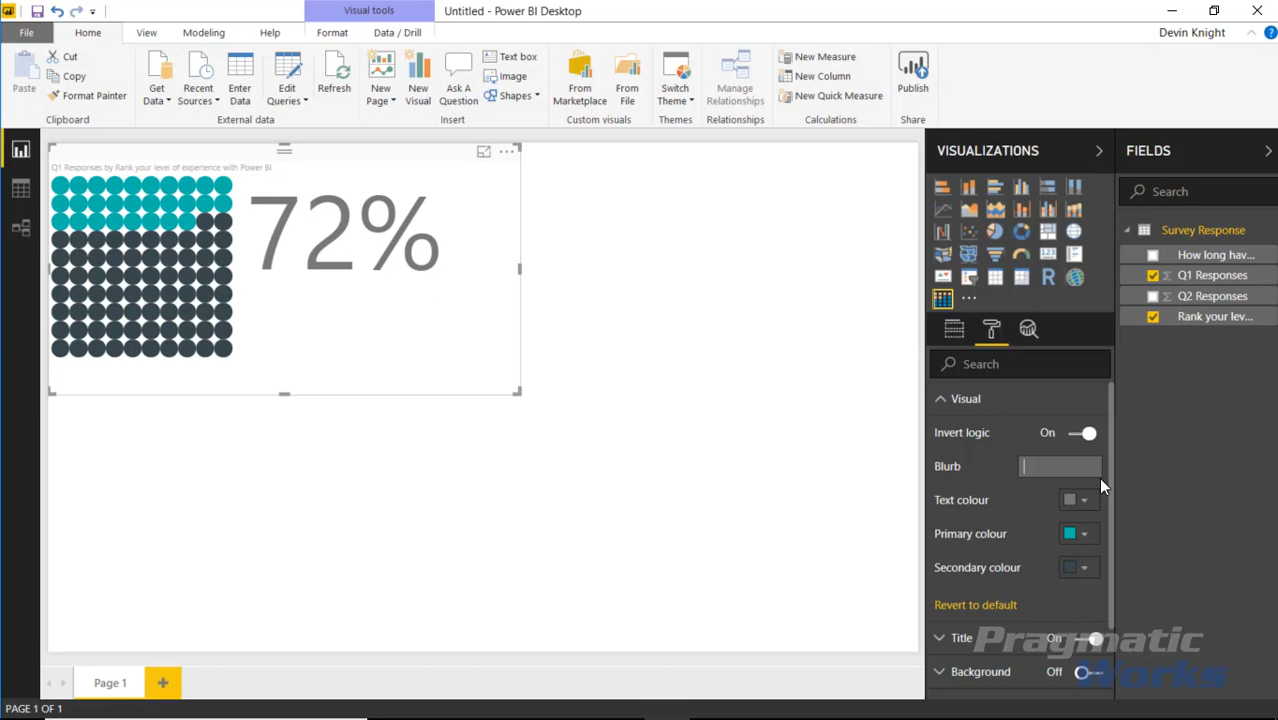 Visual tools
Untitled - Power BI Desktop
File
Home
View
Modeling
Help
Format
Data / Drill
Devin Knight
Paste
Cut
Copy
Format Painter
Clipboard
Get Data
Recent Sources
Enter Data
Edit Queries
Refresh
External data
New Page
New Visual
Ask A Question
Text box
Image
Shapes
Insert
From Marketplace
From File
Custom visuals
Switch Theme
Themes
Manage Relationships
Relationships
New Measure
New Column
New Quick Measure
Calculations
Publish
Share
Q1 Responses by Rank your level of experience with Power BI
72%
VISUALIZATIONS
R
Search
Visual
Invert logic On
Blurb
Text colour
Primary colour
Secondary colour
Revert to default
Title On
Background Off
FIELDS
Search
Survey Response
How long hav...
Σ Q1 Responses
Σ Q2 Responses
Rank your lev...
Pragmatic Works
Page 1
PAGE 1 OF 1